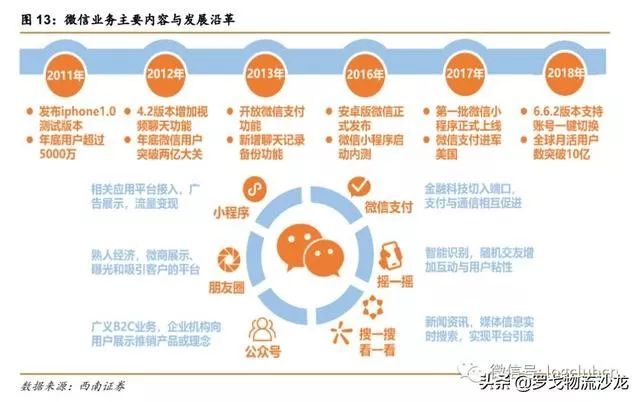 图 13：微信业务主要内容与发展沿革
2011年
2012年
2013年
2016年
2017年
2018年
发布iphone1.0
测试版本
年底用户超过
5000万
4.2版本增加视
频聊天功能
年底微信用户
突破两亿大关
开放微信支付
功能
新增聊天记录
备份功能
安卓版微信正
式发布
微信小程序启
动内测
第一批微信小
程序正式上线
微信支付进军
美国
6.6.2版本支持
账号一键切换
全球月活用户
数突破10亿
相关应用平台接入，广
告展示，流量变现
小程序
微信支付
金融科技切入端口，
支付与通信相互促进
熟人经济，微商展示、
曝光和吸引客户的平台
朋友圈
摇一摇
智能识别，随机交友增
加互动与用户粘性
广义B2C业务，企业机构向
用户展示推销产品或理念
公众号
搜一搜
看一看
新闻资讯，媒体信息实
时搜索，实现平台引流
数据来源：西南证券
微信号: logclubcn
头条 @罗戈物流沙龙